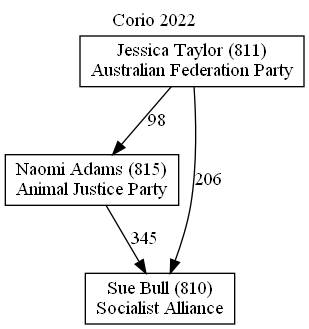 Corio 2022
Jessica Taylor (811)
Australian Federation Party
98
Naomi Adams (815)
Animal Justice Party
206
345
Sue Bull (810)
Socialist Alliance